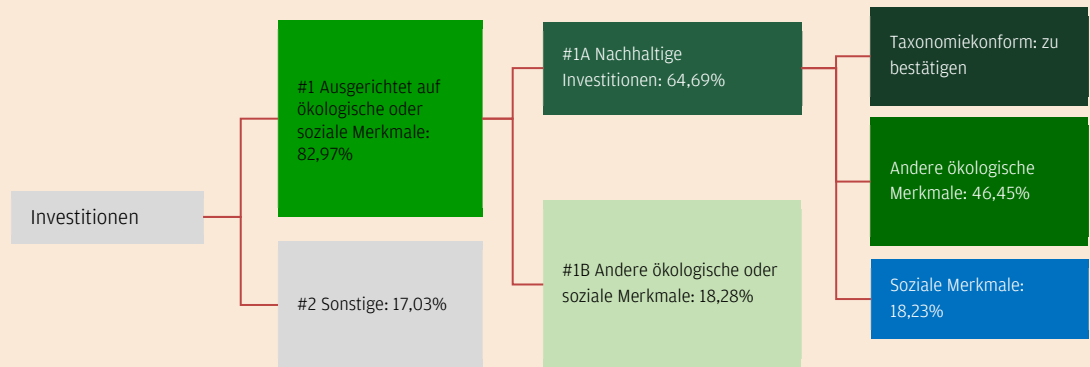 Investitionen
#1 Ausgerichtet auf
ökologische oder
soziale Merkmale:
82,97%
#2 Sonstige: 17,03%
#1A Nachhaltige
Investitionen: 64,69%
#1B Andere ökologische oder
soziale Merkmale: 18,28%
Taxonomiekonform: zu
bestätigen
Andere ökologische
Merkmale: 46,45%
Soziale Merkmale:
18,23%